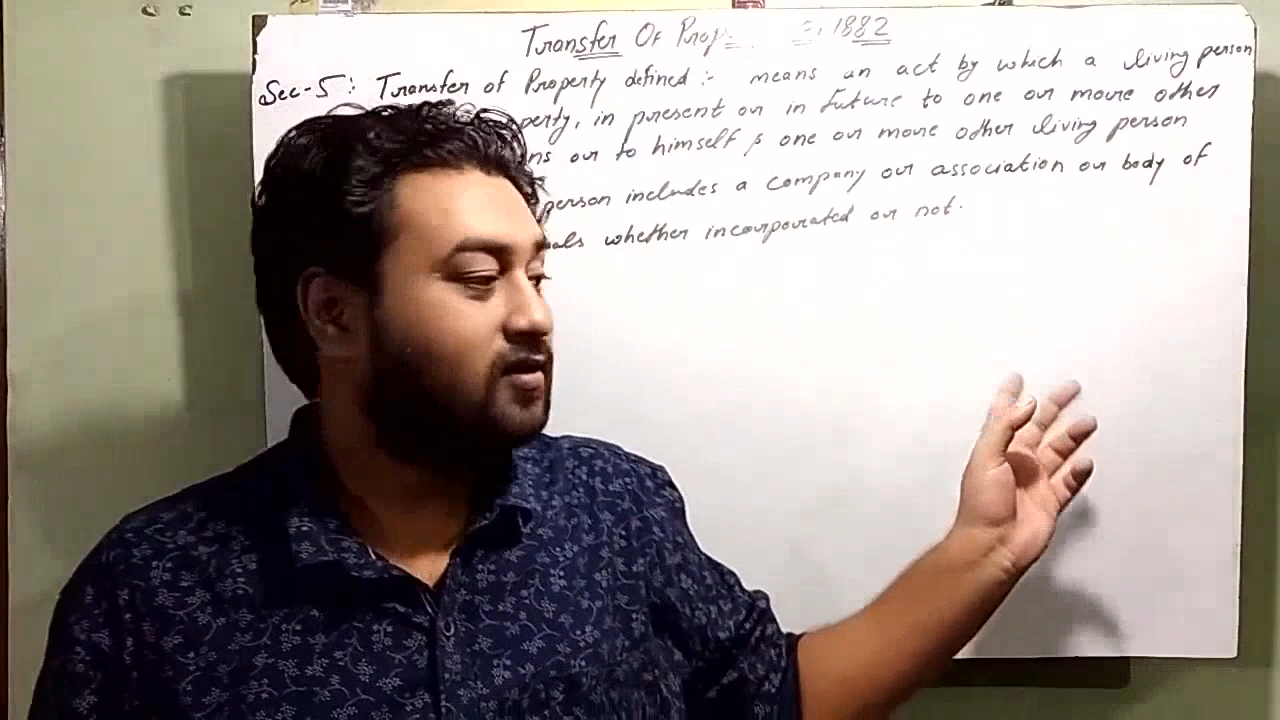 Transfer Of Prop , 1882
Sec-5: Transfer of Property defined :- means an act by which a living person
perty, in present or in future to one or more other
ns or to himself & one or more other living person
person includes a company or association or body of
als whether incorporated or not.